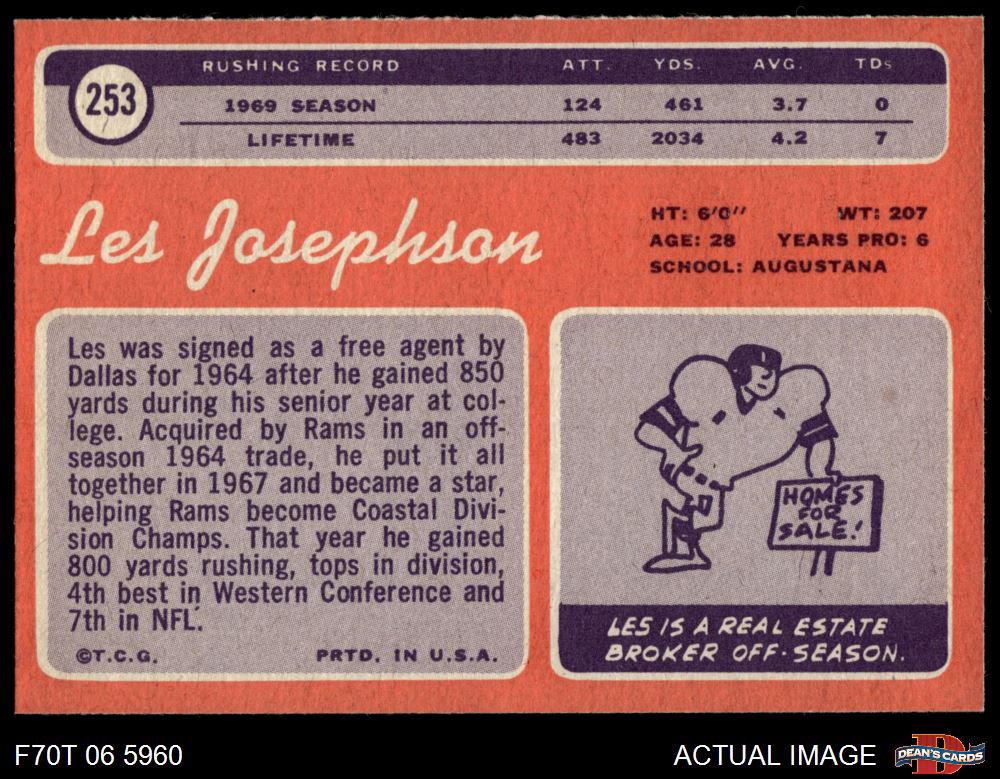 253
RUSHING RECORD ATT. YDS. AVG. TDs
1969 SEASON 124 461 3.7 0
LIFETIME 483 2034 4.2 7
Les Josephson
HT: 6'0" WT: 207
AGE: 28 YEARS PRO: 6
SCHOOL: AUGUSTANA
Les was signed as a free agent by
Dallas for 1964 after he gained 850
yards during his senior year at col-
lege. Acquired by Rams in an off-
season 1964 trade, he put it all
together in 1967 and became a star,
helping Rams become Coastal Divi-
sion Champs. That year he gained
800 yards rushing, tops in division,
4th best in Western Conference and
7th in NFL.
©T.C.G. PRTD. IN U.S.A.
HOMES
FOR
SALE!
LES IS A REAL ESTATE
BROKER OFF-SEASON.
F70T 06 5960 ACTUAL IMAGE
D
DEAN'S CARDS